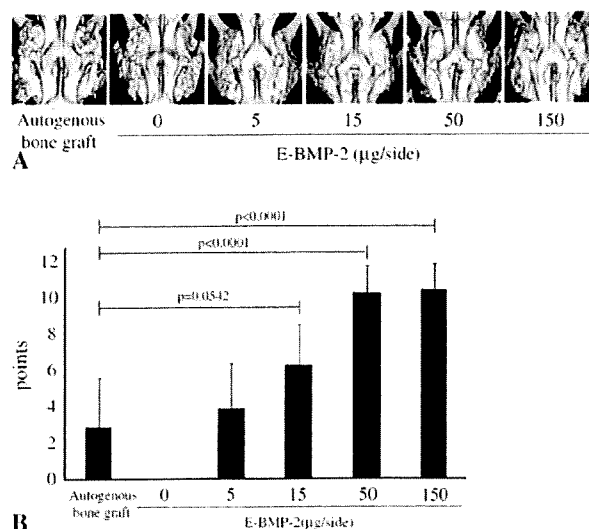 Autogenous
bone graft
0 5 15 50 150
E-BMP-2 (μg/side)
A
p<0.0001
p<0.0001
p=0.0542
12
10
8
6
4
2
0
points
Autogenous
bone graft
0 5 15 50 150
E-BMP-2(μg/side)
B